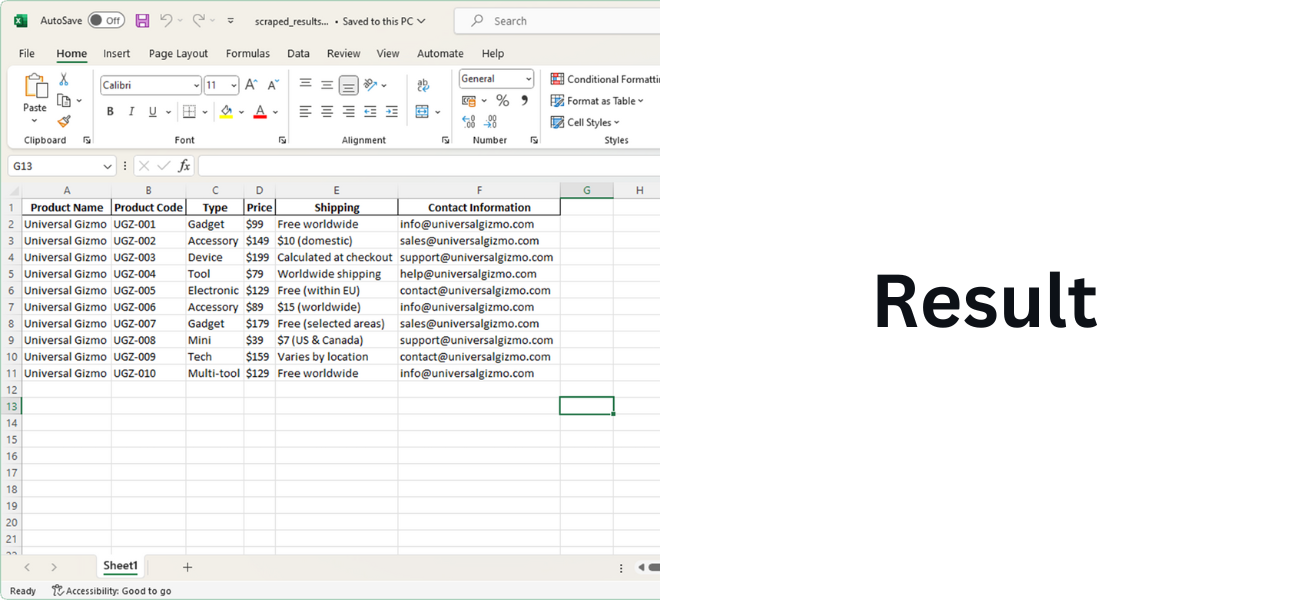 AutoSave Off scraped_results... • Saved to this PC Search
File Home Insert Page Layout Formulas Data Review View Automate Help
Paste
Calibri 11
B I U A
ab
General
% 9
Conditional Formatting
Format as Table
Cell Styles
Clipboard Font Alignment Number Styles
G13 fx
A B C D E F G H
1 Product Name Product Code Type Price Shipping Contact Information
2 Universal Gizmo UGZ-001 Gadget $99 Free worldwide info@universalgizmo.com
3 Universal Gizmo UGZ-002 Accessory $149 $10 (domestic) sales@universalgizmo.com
4 Universal Gizmo UGZ-003 Device $199 Calculated at checkout support@universalgizmo.com
5 Universal Gizmo UGZ-004 Tool $79 Worldwide shipping help@universalgizmo.com
6 Universal Gizmo UGZ-005 Electronic $129 Free (within EU) contact@universalgizmo.com
7 Universal Gizmo UGZ-006 Accessory $89 $15 (worldwide) info@universalgizmo.com
8 Universal Gizmo UGZ-007 Gadget $179 Free (selected areas) sales@universalgizmo.com
9 Universal Gizmo UGZ-008 Mini $39 $7 (US & Canada) support@universalgizmo.com
10 Universal Gizmo UGZ-009 Tech $159 Varies by location contact@universalgizmo.com
11 Universal Gizmo UGZ-010 Multi-tool $129 Free worldwide info@universalgizmo.com
12
13
14
15
16
17
18
19
20
21
Sheet1
Ready Accessibility: Good to go
Result